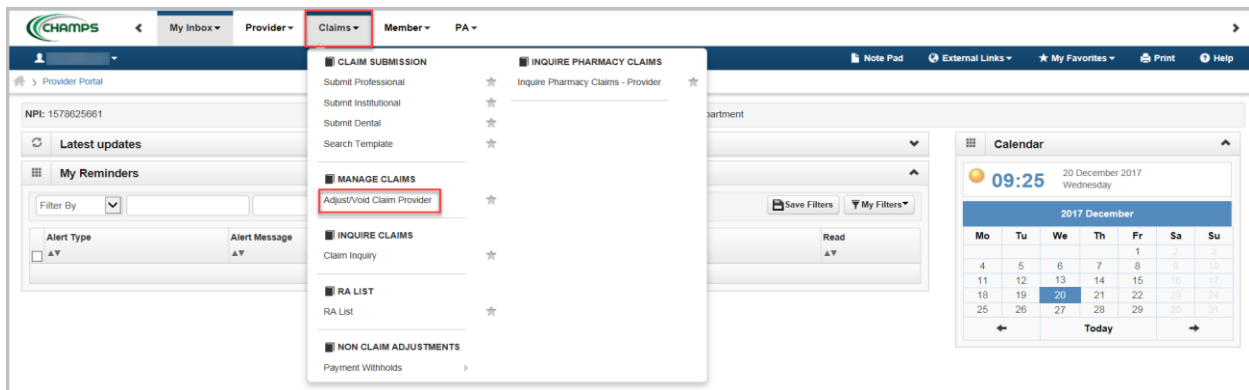 CHAMPS My Inbox Provider Claims Member PA
Note Pad External Links My Favorites Print Help
Provider Portal
NPI: 1578625661
partment
Latest updates
My Reminders
Filter By
Save Filters My Filters
Alert Type Alert Message Read
CLAIM SUBMISSION
Submit Professional
Submit Institutional
Submit Dental
Search Template
MANAGE CLAIMS
Adjust/Void Claim Provider
INQUIRE CLAIMS
Claim Inquiry
RA LIST
RA List
NON CLAIM ADJUSTMENTS
Payment Withholds
INQUIRE PHARMACY CLAIMS
Inquire Pharmacy Claims - Provider
Calendar
09:25
20 December 2017
Wednesday
2017 December
Mo Tu We Th Fr Sa Su
1 2 3
4 5 6 7 8 9 10
11 12 13 14 15 16 17
18 19 20 21 22 23 24
25 26 27 28 29 30 31
Today